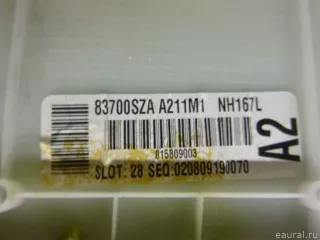 83700SZA A211M1 NH167L
A2
815809003
SLOT: 28 SEQ:020809190070
eaural.ru